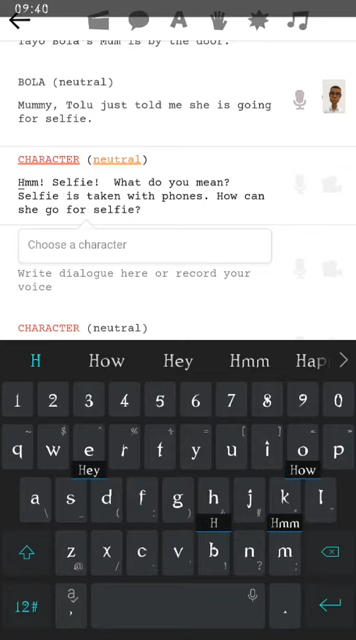 09:40
Tayo Bola's Mum is by the door.
BOLA (neutral)
Mummy, Tolu just told me she is going
for selfie.
CHARACTER (neutral)
Hmm! Selfie!  What do you mean?
Selfie is taken with phones. How can
she go for selfie?
Choose a character
Write dialogue here or record your
voice
CHARACTER (neutral)
H How Hey Hmm Hap
1 2 3 4 5 6 7 8 9 0
q w e r t y u i o p
Hey How
a s d f g h j k l
H Hmm
z x c v b n m
12# , .